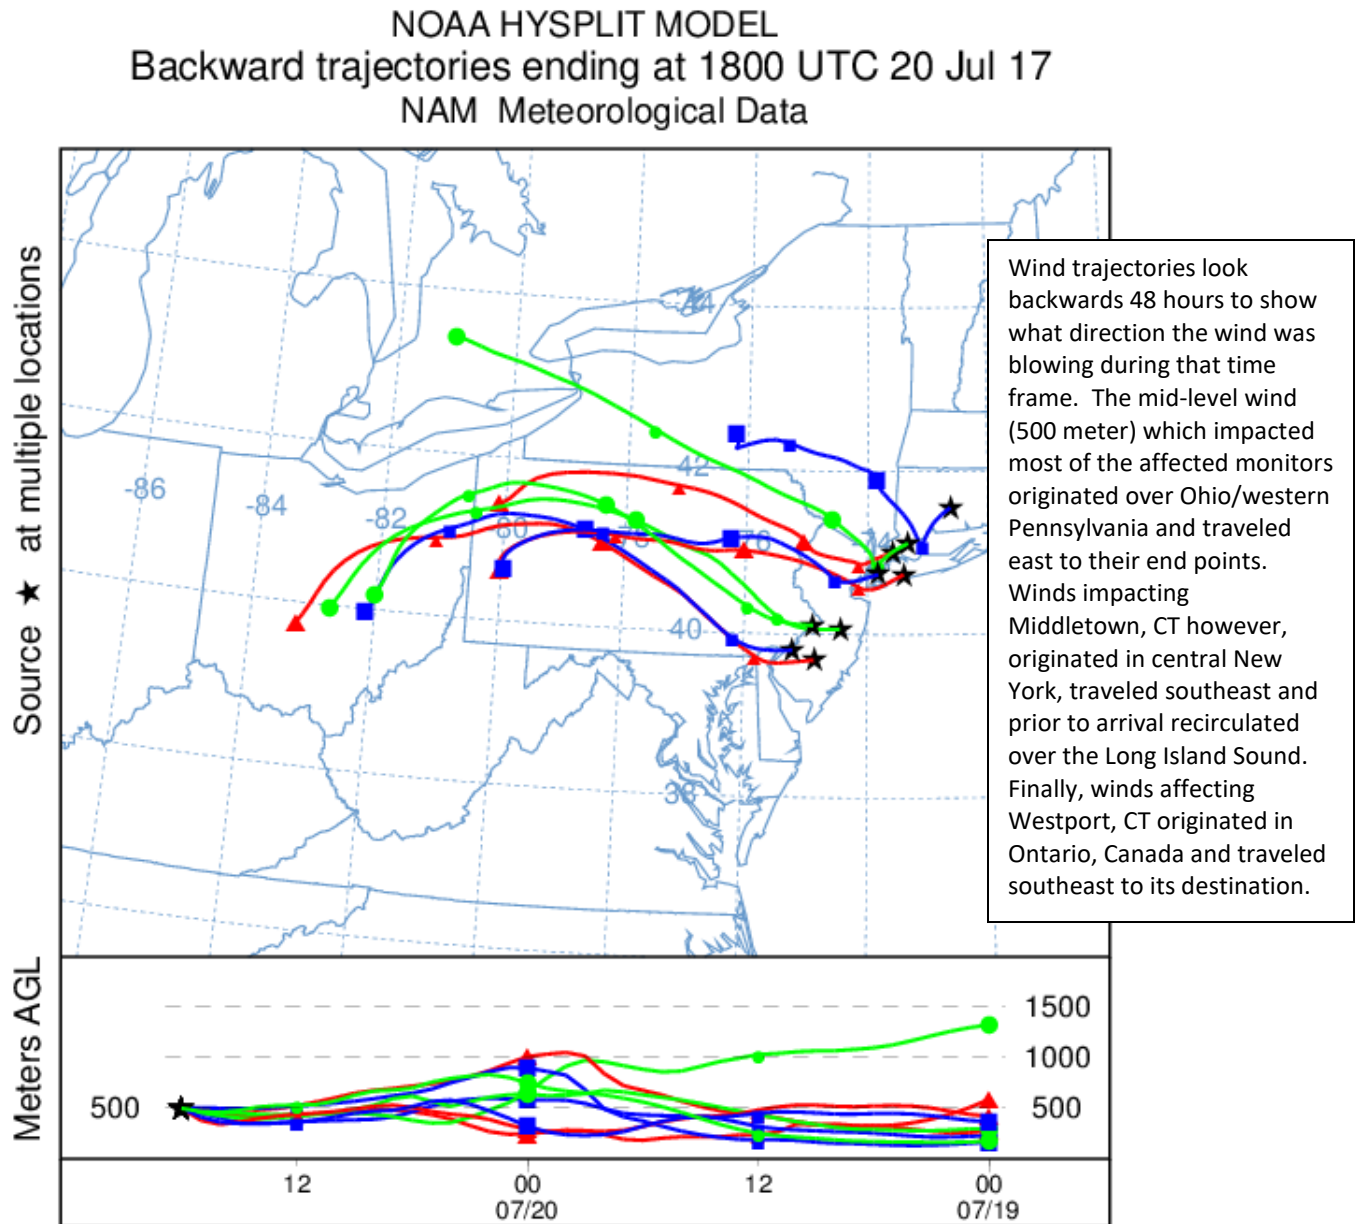 NOAA HYSPLIT MODEL
Backward trajectories ending at 1800 UTC 20 Jul 17
NAM Meteorological Data
Source ★ at multiple locations
44
42
-86
-84
-82
80
78
76
-74
40
38
Wind trajectories look
backwards 48 hours to show
what direction the wind was
blowing during that time
frame. The mid-level wind
(500 meter) which impacted
most of the affected monitors
originated over Ohio/western
Pennsylvania and traveled
east to their end points.
Winds impacting
Middletown, CT however,
originated in central New
York, traveled southeast and
prior to arrival recirculated
over the Long Island Sound.
Finally, winds affecting
Westport, CT originated in
Ontario, Canada and traveled
southeast to its destination.
Meters AGL
1500
1000
500
500
12
00
12
00
07/20
07/19